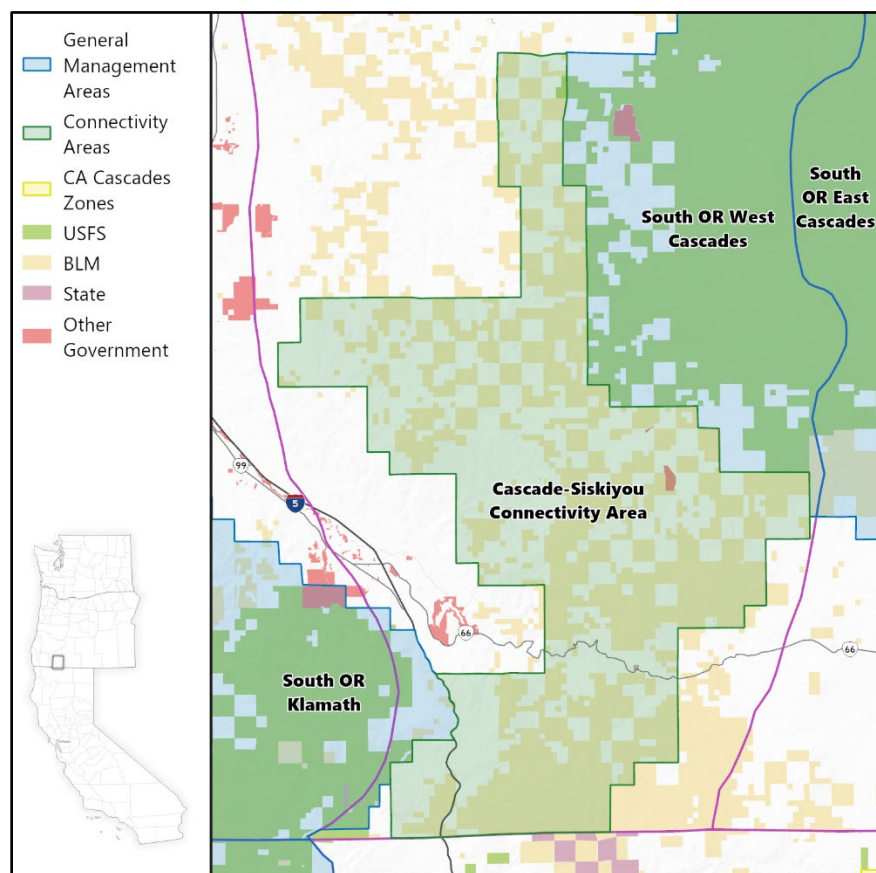 General
Management
Areas
Connectivity
Areas
CA Cascades
Zones
USFS
BLM
State
Other
Government
South
OR East
Cascades
South OR West
Cascades
99
5
Cascade-Siskiyou
Connectivity Area
66
66
South OR
Klamath